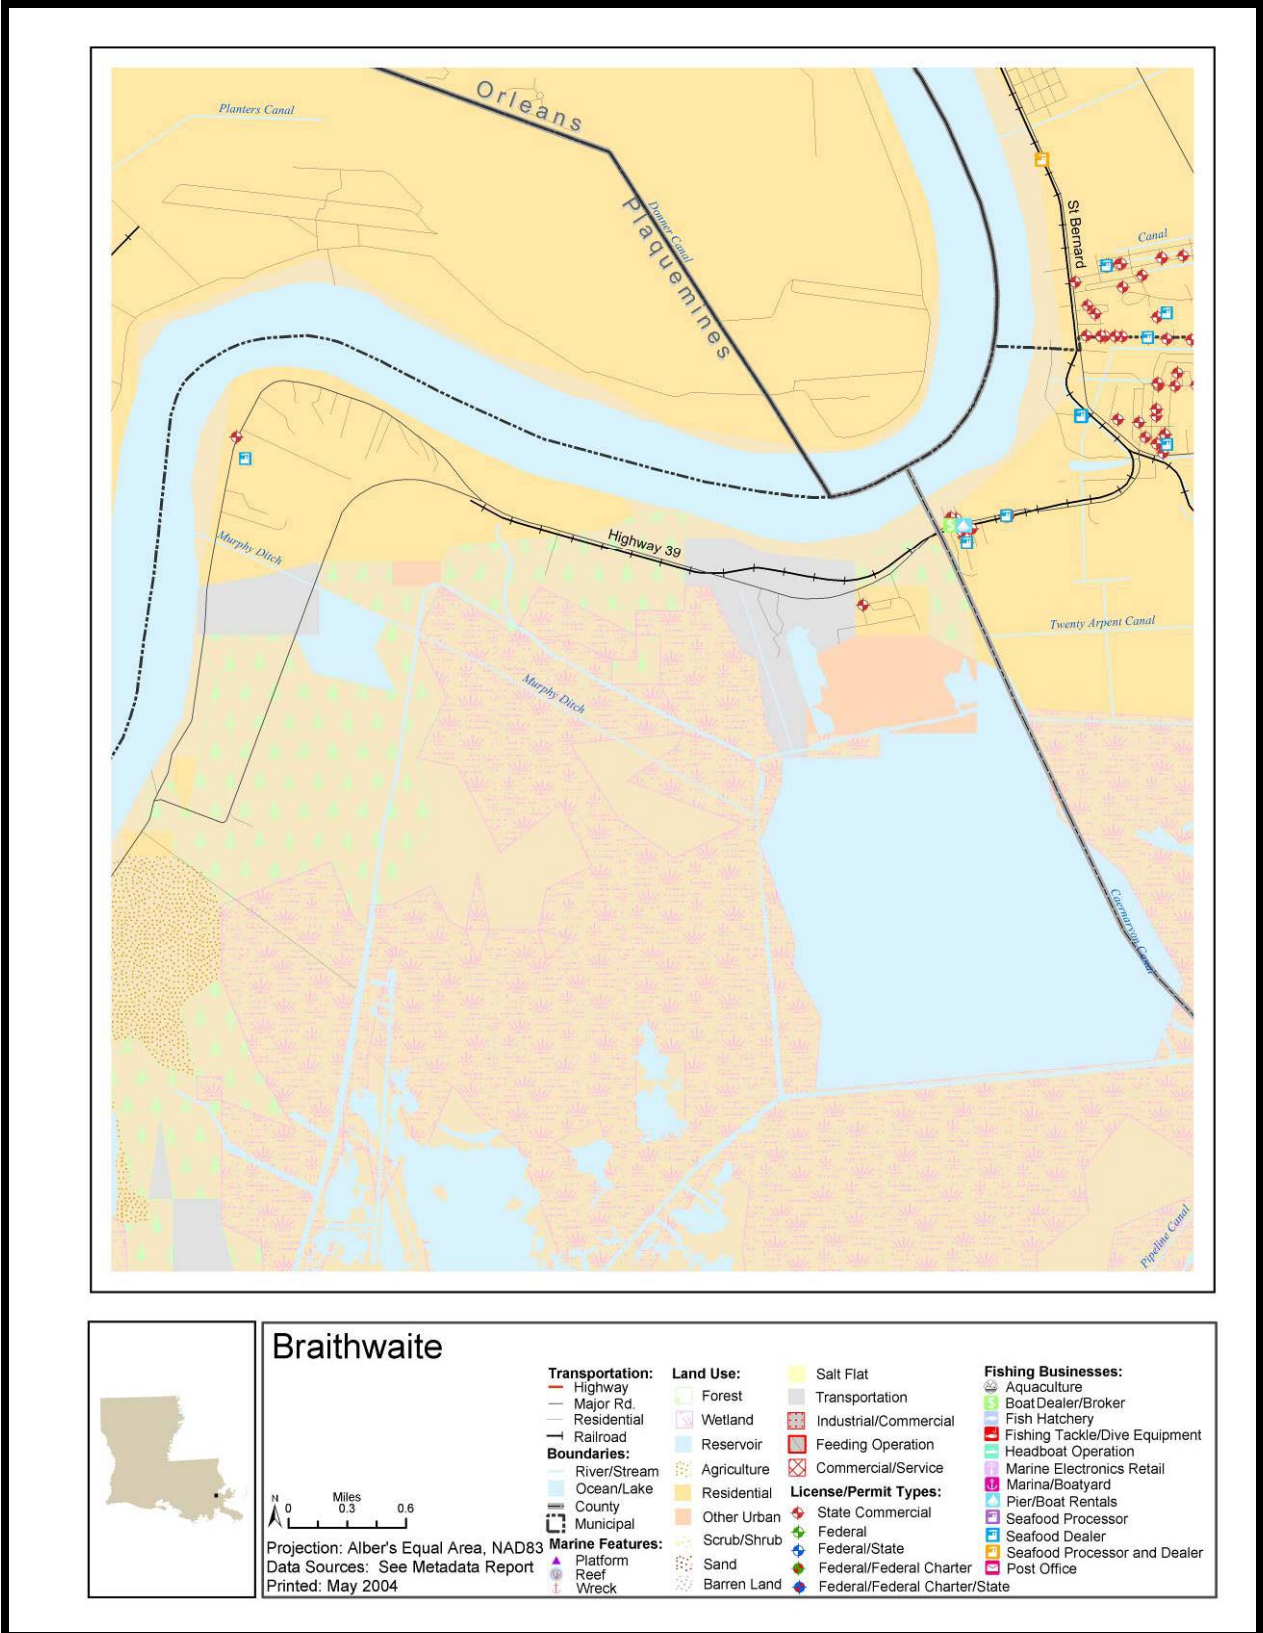 Orleans
Planters Canal
Donner Canal
Plaquemines
St Bernard
Canal
Murphy Ditch
Highway 39
Twenty Arpent Canal
Murphy Ditch
Caernarvon Canal
Pipeline Canal
Braithwaite
N
Miles
0 0.3 0.6
Projection: Alber's Equal Area, NAD83
Data Sources: See Metadata Report
Printed: May 2004
Transportation:
Highway
Major Rd.
Residential
Railroad
Boundaries:
River/Stream
Ocean/Lake
County
Municipal
Marine Features:
Platform
Reef
Wreck
Land Use:
Forest
Wetland
Reservoir
Agriculture
Residential
Other Urban
Scrub/Shrub
Sand
Barren Land
Salt Flat
Transportation
Industrial/Commercial
Feeding Operation
Commercial/Service
License/Permit Types:
State Commercial
Federal
Federal/State
Federal/Federal Charter
Federal/Federal Charter/State
Fishing Businesses:
Aquaculture
Boat Dealer/Broker
Fish Hatchery
Fishing Tackle/Dive Equipment
Headboat Operation
Marine Electronics Retail
Marina/Boatyard
Pier/Boat Rentals
Seafood Processor
Seafood Dealer
Seafood Processor and Dealer
Post Office